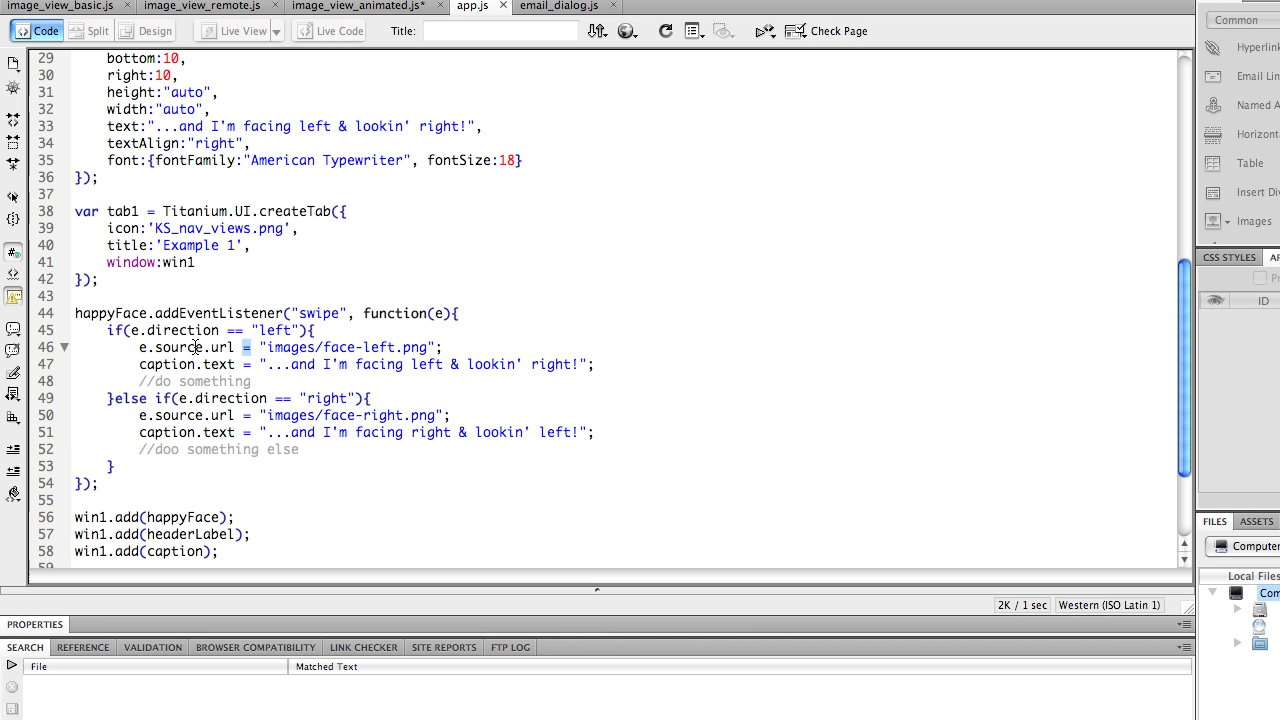 image_view_basic.js × image_view_remote.js × image_view_animated.js* × app.js × email_dialog.js ×
Code Split Design Live View Live Code Title: Check Page
Common
Hyperlin
Email Lin
Named A
Horizont
Table
Insert Div
Images
CSS STYLES AP
Pr
ID
29 bottom:10,
30 right:10,
31 height:"auto",
32 width:"auto",
33 text:"...and I'm facing left & lookin' right!",
34 textAlign:"right",
35 font:{fontFamily:"American Typewriter", fontSize:18}
36 });
37
38 var tab1 = Titanium.UI.createTab({
39 icon:'KS_nav_views.png',
40 title:'Example 1',
41 window:win1
42 });
43
44 happyFace.addEventListener("swipe", function(e){
45 if(e.direction == "left"){
46 e.source.url = "images/face-left.png";
47 caption.text = "...and I'm facing left & lookin' right!";
48 //do something
49 }else if(e.direction == "right"){
50 e.source.url = "images/face-right.png";
51 caption.text = "...and I'm facing right & lookin' left!";
52 //doo something else
53 }
54 });
55
56 win1.add(happyFace);
57 win1.add(headerLabel);
58 win1.add(caption);
59
FILES ASSETS
Computer
Local Files
Com
2K / 1 sec Western (ISO Latin 1)
PROPERTIES
SEARCH REFERENCE VALIDATION BROWSER COMPATIBILITY LINK CHECKER SITE REPORTS FTP LOG
File Matched Text